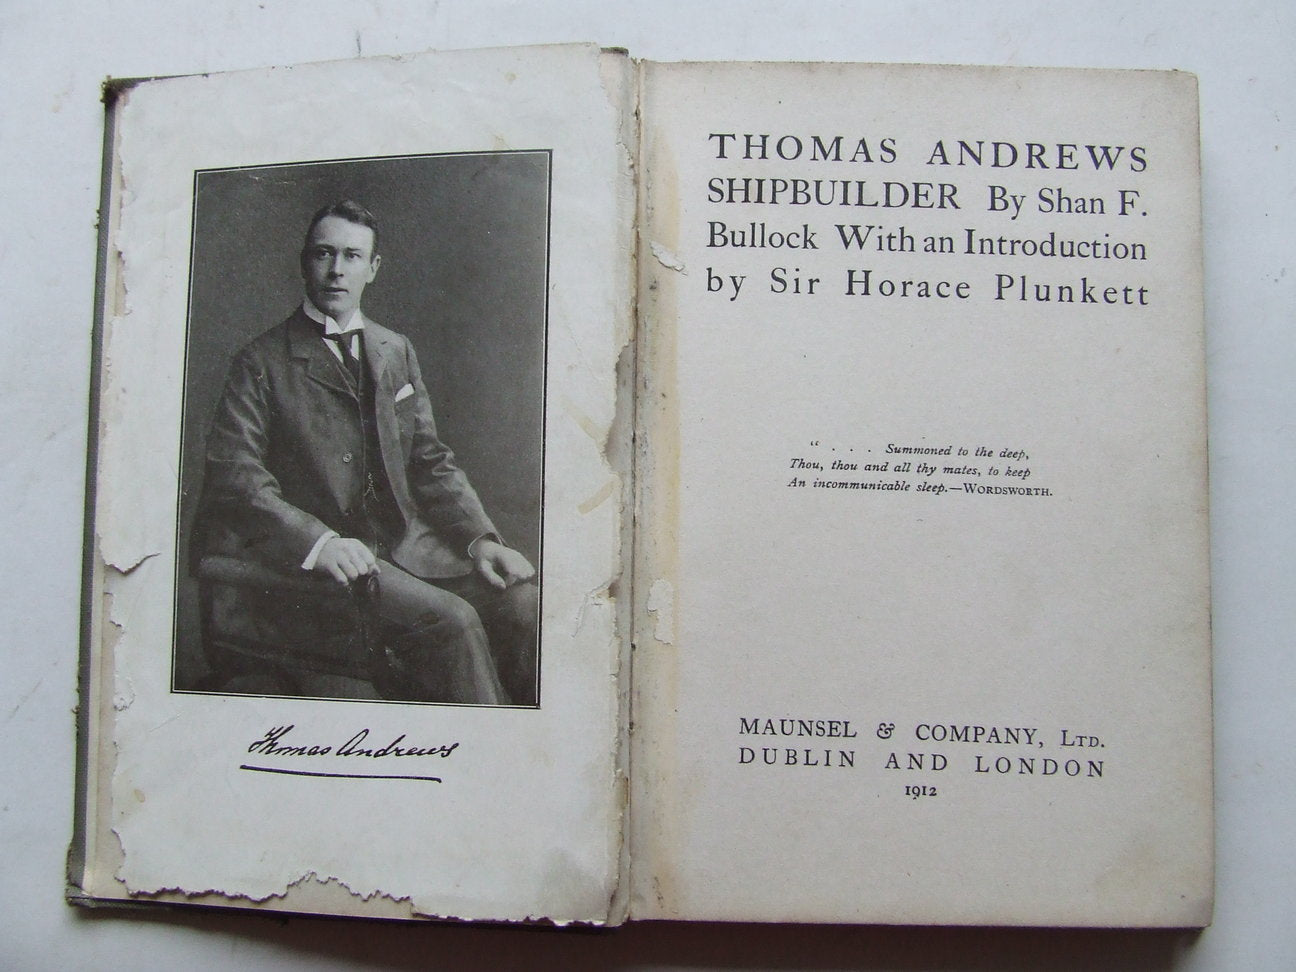 Thomas Andrews
THOMAS ANDREWS
SHIPBUILDER By Shan F.
Bullock With an Introduction
by Sir Horace Plunkett
“ . . . Summoned to the deep,
Thou, thou and all thy mates, to keep
An incommunicable sleep.—WORDSWORTH.
MAUNSEL & COMPANY, LTD.
DUBLIN AND LONDON
1912